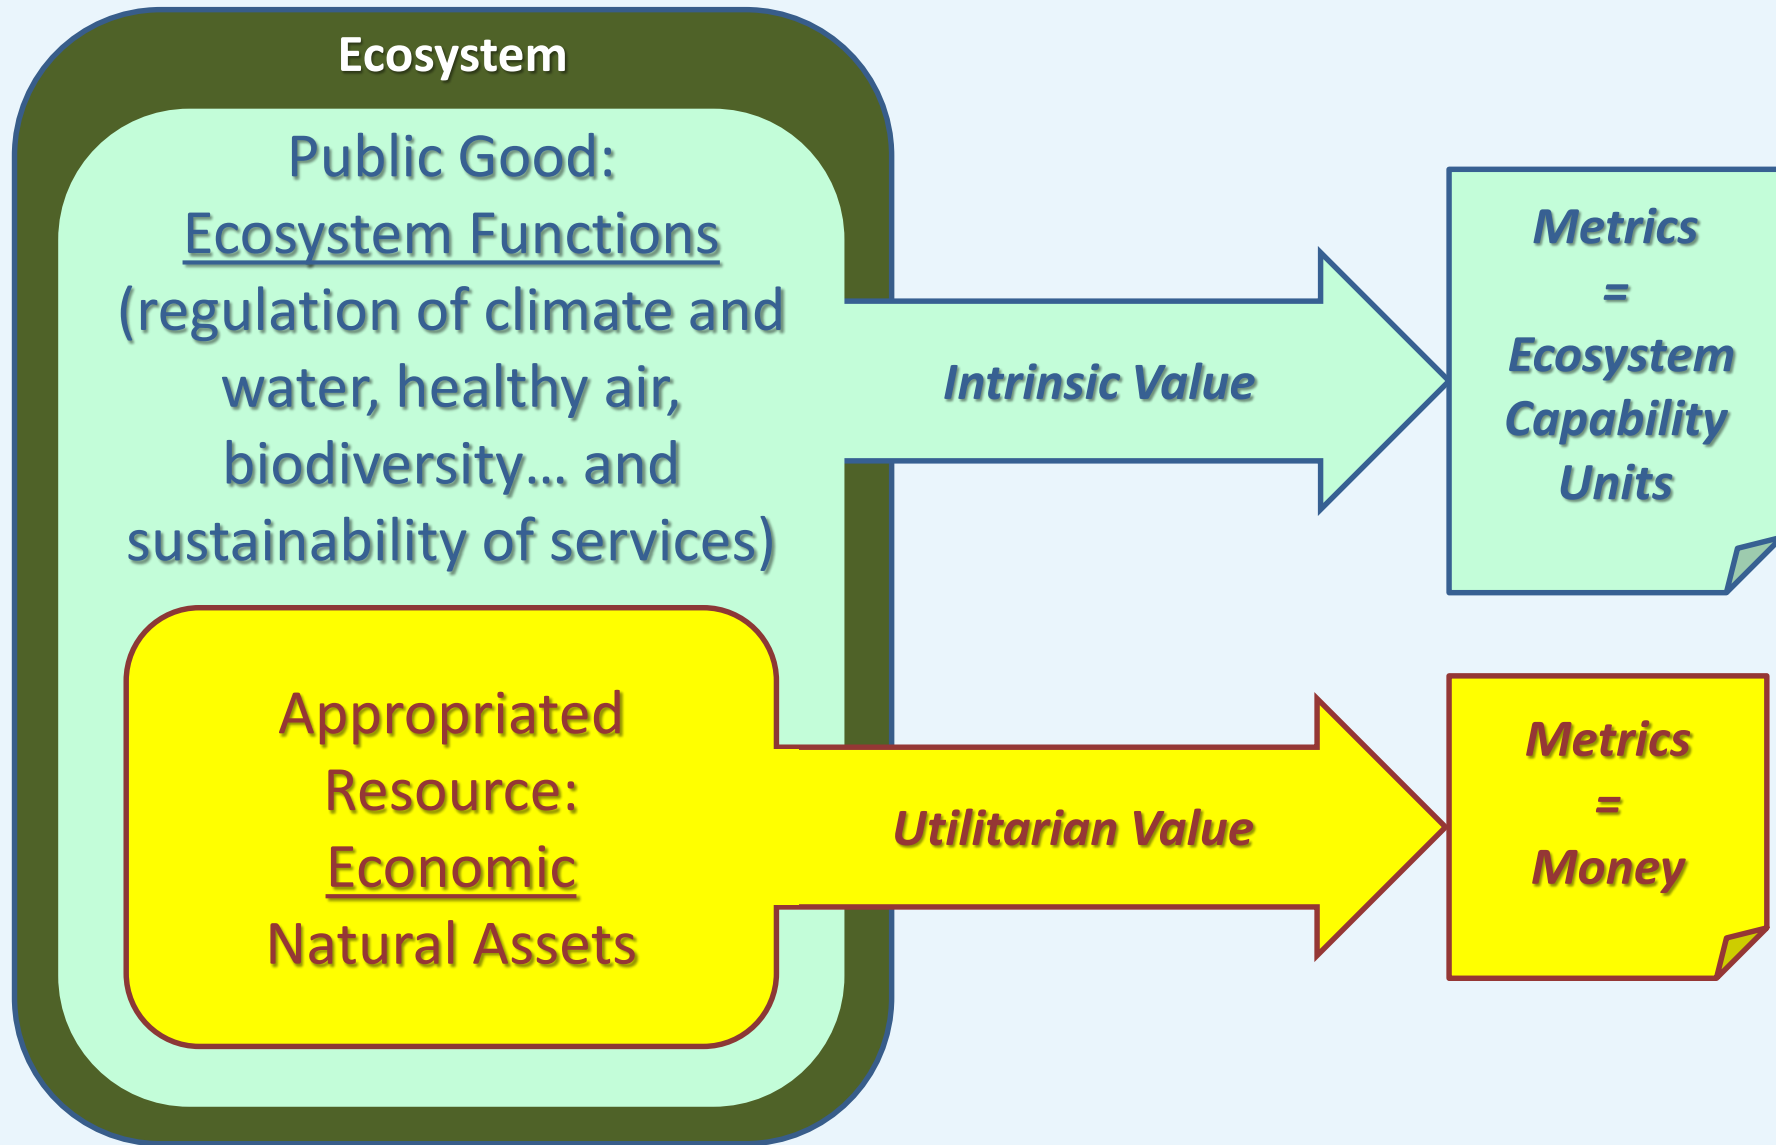 Ecosystem
Public Good:
Ecosystem Functions
(regulation of climate and
water, healthy air,
biodiversity... and
sustainability of services)
Appropriated
Resource:
Economic
Natural Assets
Intrinsic Value
Utilitarian Value
Metrics
=
Ecosystem
Capability
Units
Metrics
=
Money